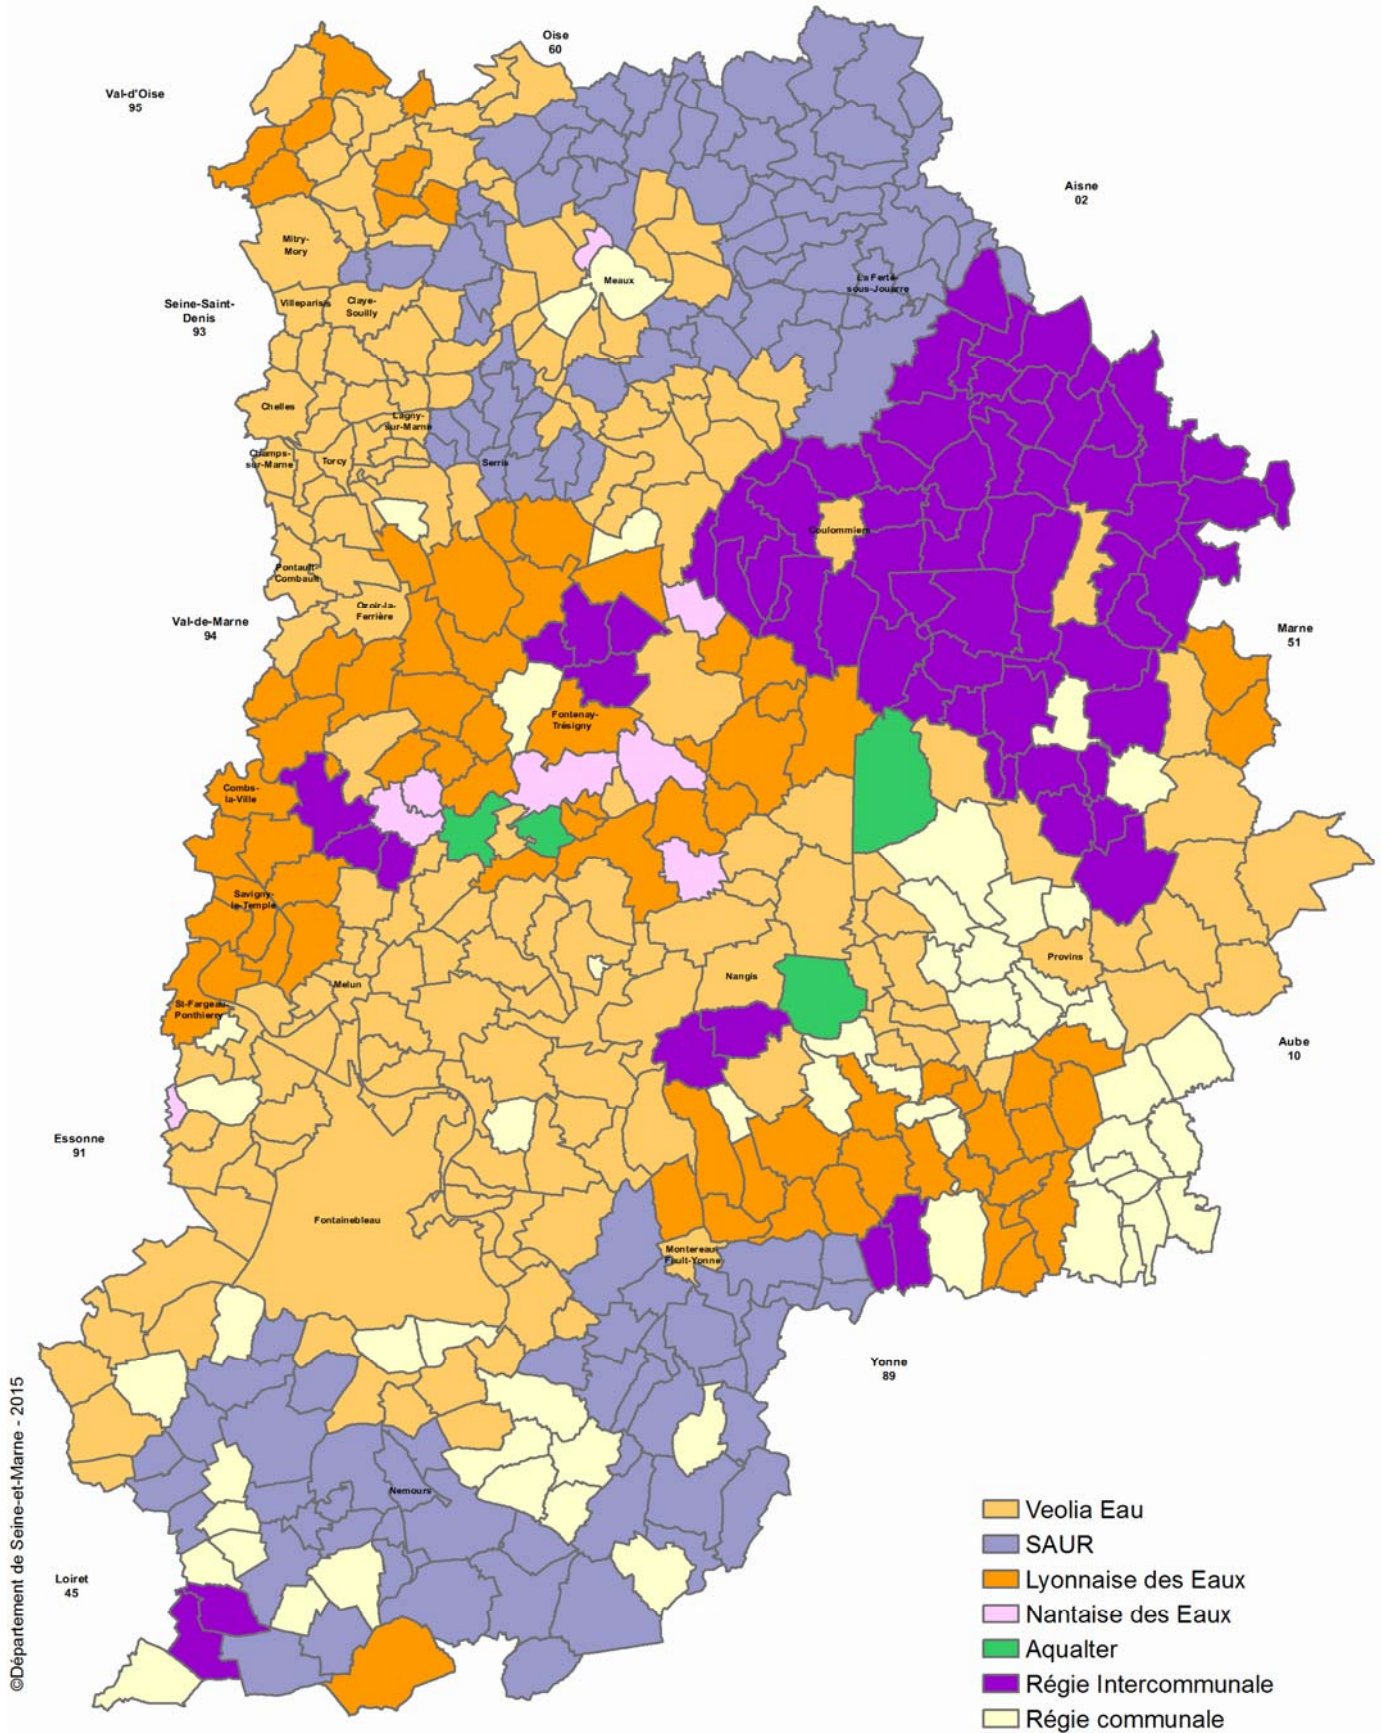 Oise
60
Val-d'Oise
95
Aisne
02
Mitry-
Mory
Meaux
La Ferté-
sous-Jouarre
Seine-Saint-
Denis
93
Villeparisis
Claye-
Souilly
Chelles
Lagny-
sur-Marne
Champs-
sur-Marne
Torcy
Serris
Coulommiers
Pontault-
Combault
Ozoir-la-
Ferrière
Val-de-Marne
94
Marne
51
Fontenay-
Trésigny
Combs-
la-Ville
Savigny-
le-Temple
Provins
Nangis
Melun
St-Fargeau-
Ponthierry
Aube
10
Essonne
91
Fontainebleau
Montereau-
Fault-Yonne
Yonne
89
Nemours
Loiret
45
©Département de Seine-et-Marne - 2015
Veolia Eau
SAUR
Lyonnaise des Eaux
Nantaise des Eaux
Aqualter
Régie Intercommunale
Régie communale